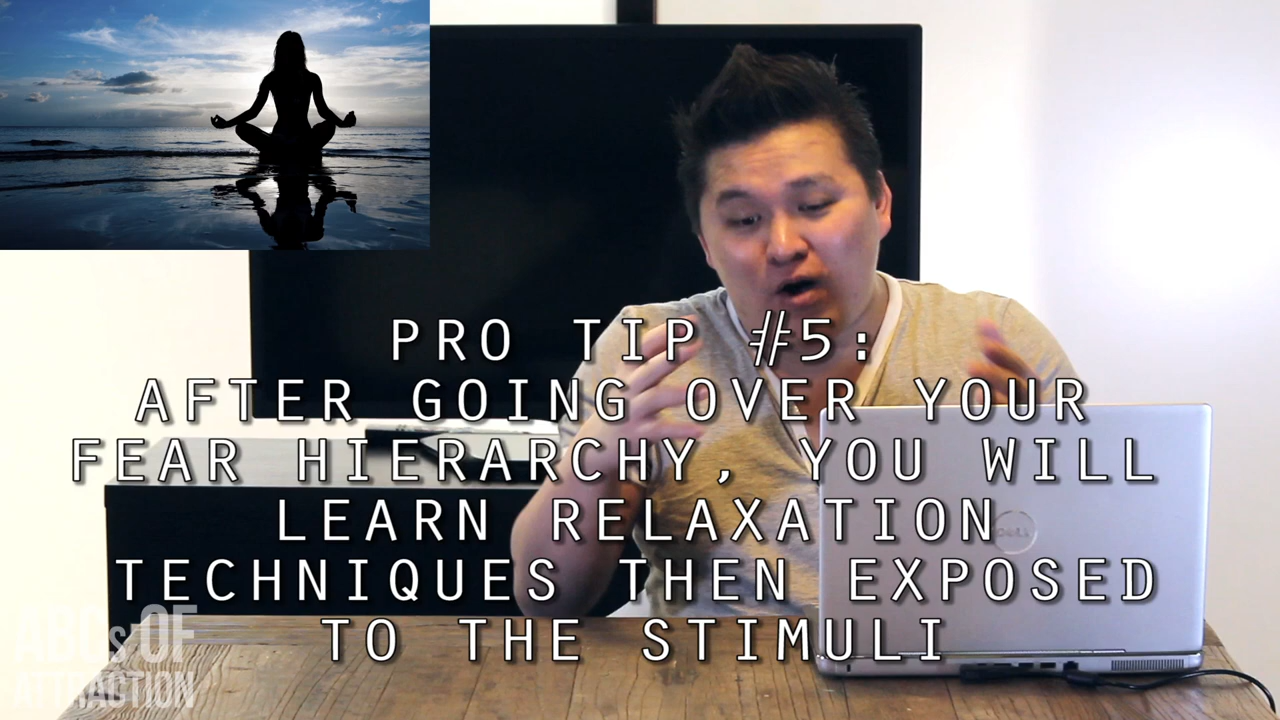 PRO TIP #5:
AFTER GOING OVER YOUR
FEAR HIERARCHY, YOU WILL
LEARN RELAXATION
TECHNIQUES THEN EXPOSED
TO THE STIMULI
DELL
ABCs OF
ATTRACTION